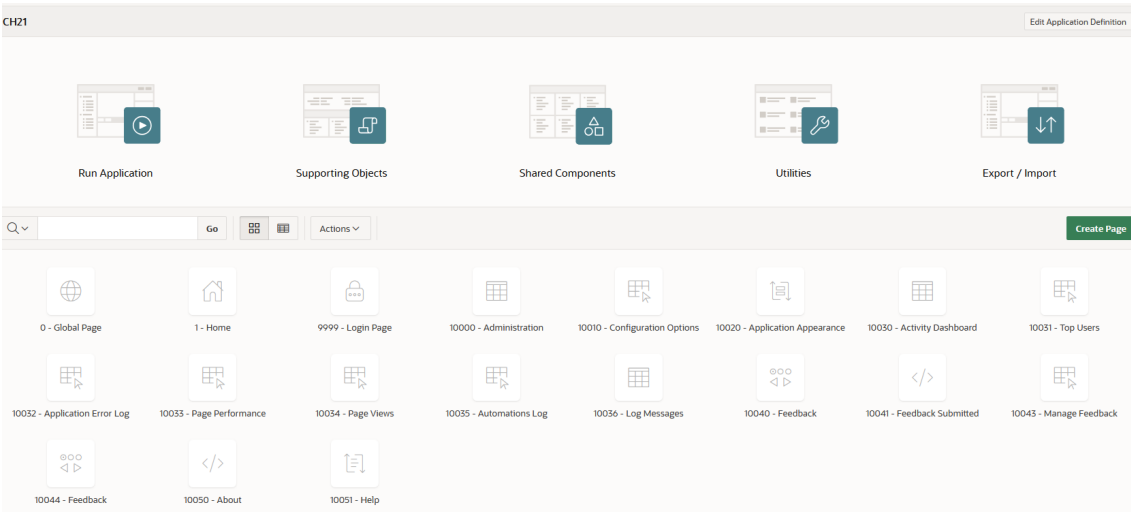 CH21 Edit Application Definition
Run Application Supporting Objects Shared Components Utilities Export / Import
Go Actions Create Page
0 - Global Page 1 - Home 9999 - Login Page 10000 - Administration 10010 - Configuration Options 10020 - Application Appearance 10030 - Activity Dashboard 10031 - Top Users
10032 - Application Error Log 10033 - Page Performance 10034 - Page Views 10035 - Automations Log 10036 - Log Messages 10040 - Feedback 10041 - Feedback Submitted 10043 - Manage Feedback
10044 - Feedback 10050 - About 10051 - Help